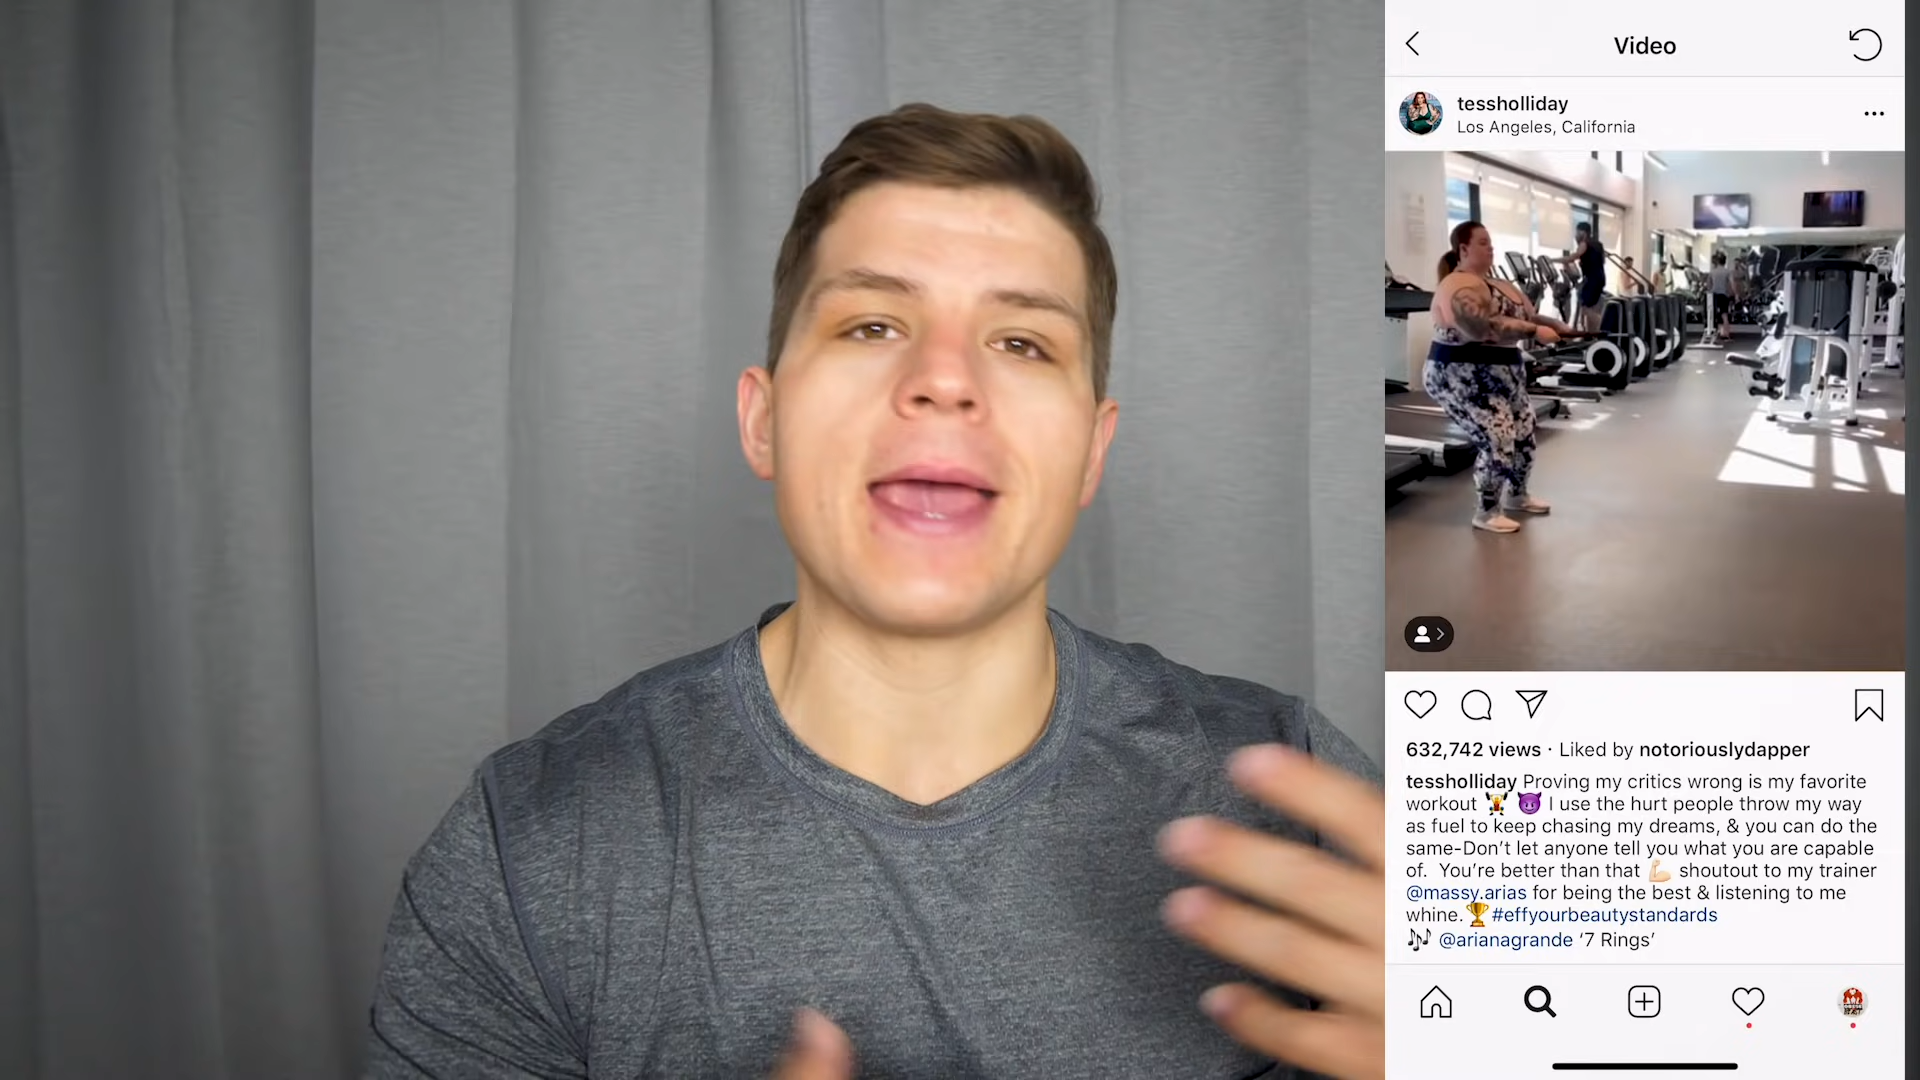 Video
tessholliday
Los Angeles, California
632,742 views · Liked by notoriouslydapper
tessholliday Proving my critics wrong is my favorite
workout 🏋️ 😈 I use the hurt people throw my way
as fuel to keep chasing my dreams, & you can do the
same-Don’t let anyone tell you what you are capable
of.  You’re better than that 💪🏻 shoutout to my trainer
@massy.arias for being the best & listening to me
whine.🏆 #effyourbeautystandards
🎶 @arianagrande ‘7 Rings’